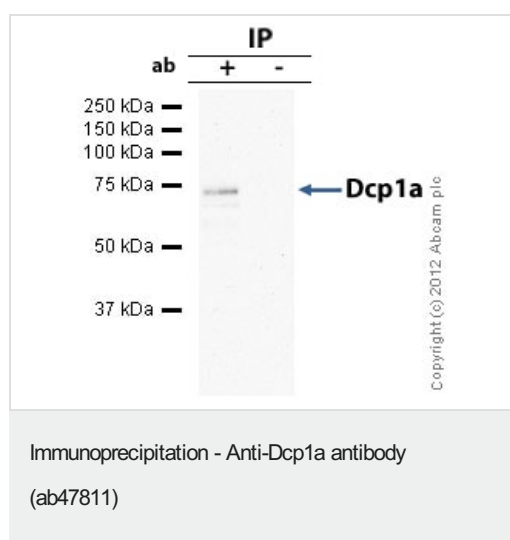 IP
ab + -
250 kDa
150 kDa
100 kDa
75 kDa
Dcp1a
50 kDa
37 kDa
Copyright (c) 2012 Abcam plc
Immunoprecipitation - Anti-Dcp1a antibody
(ab47811)